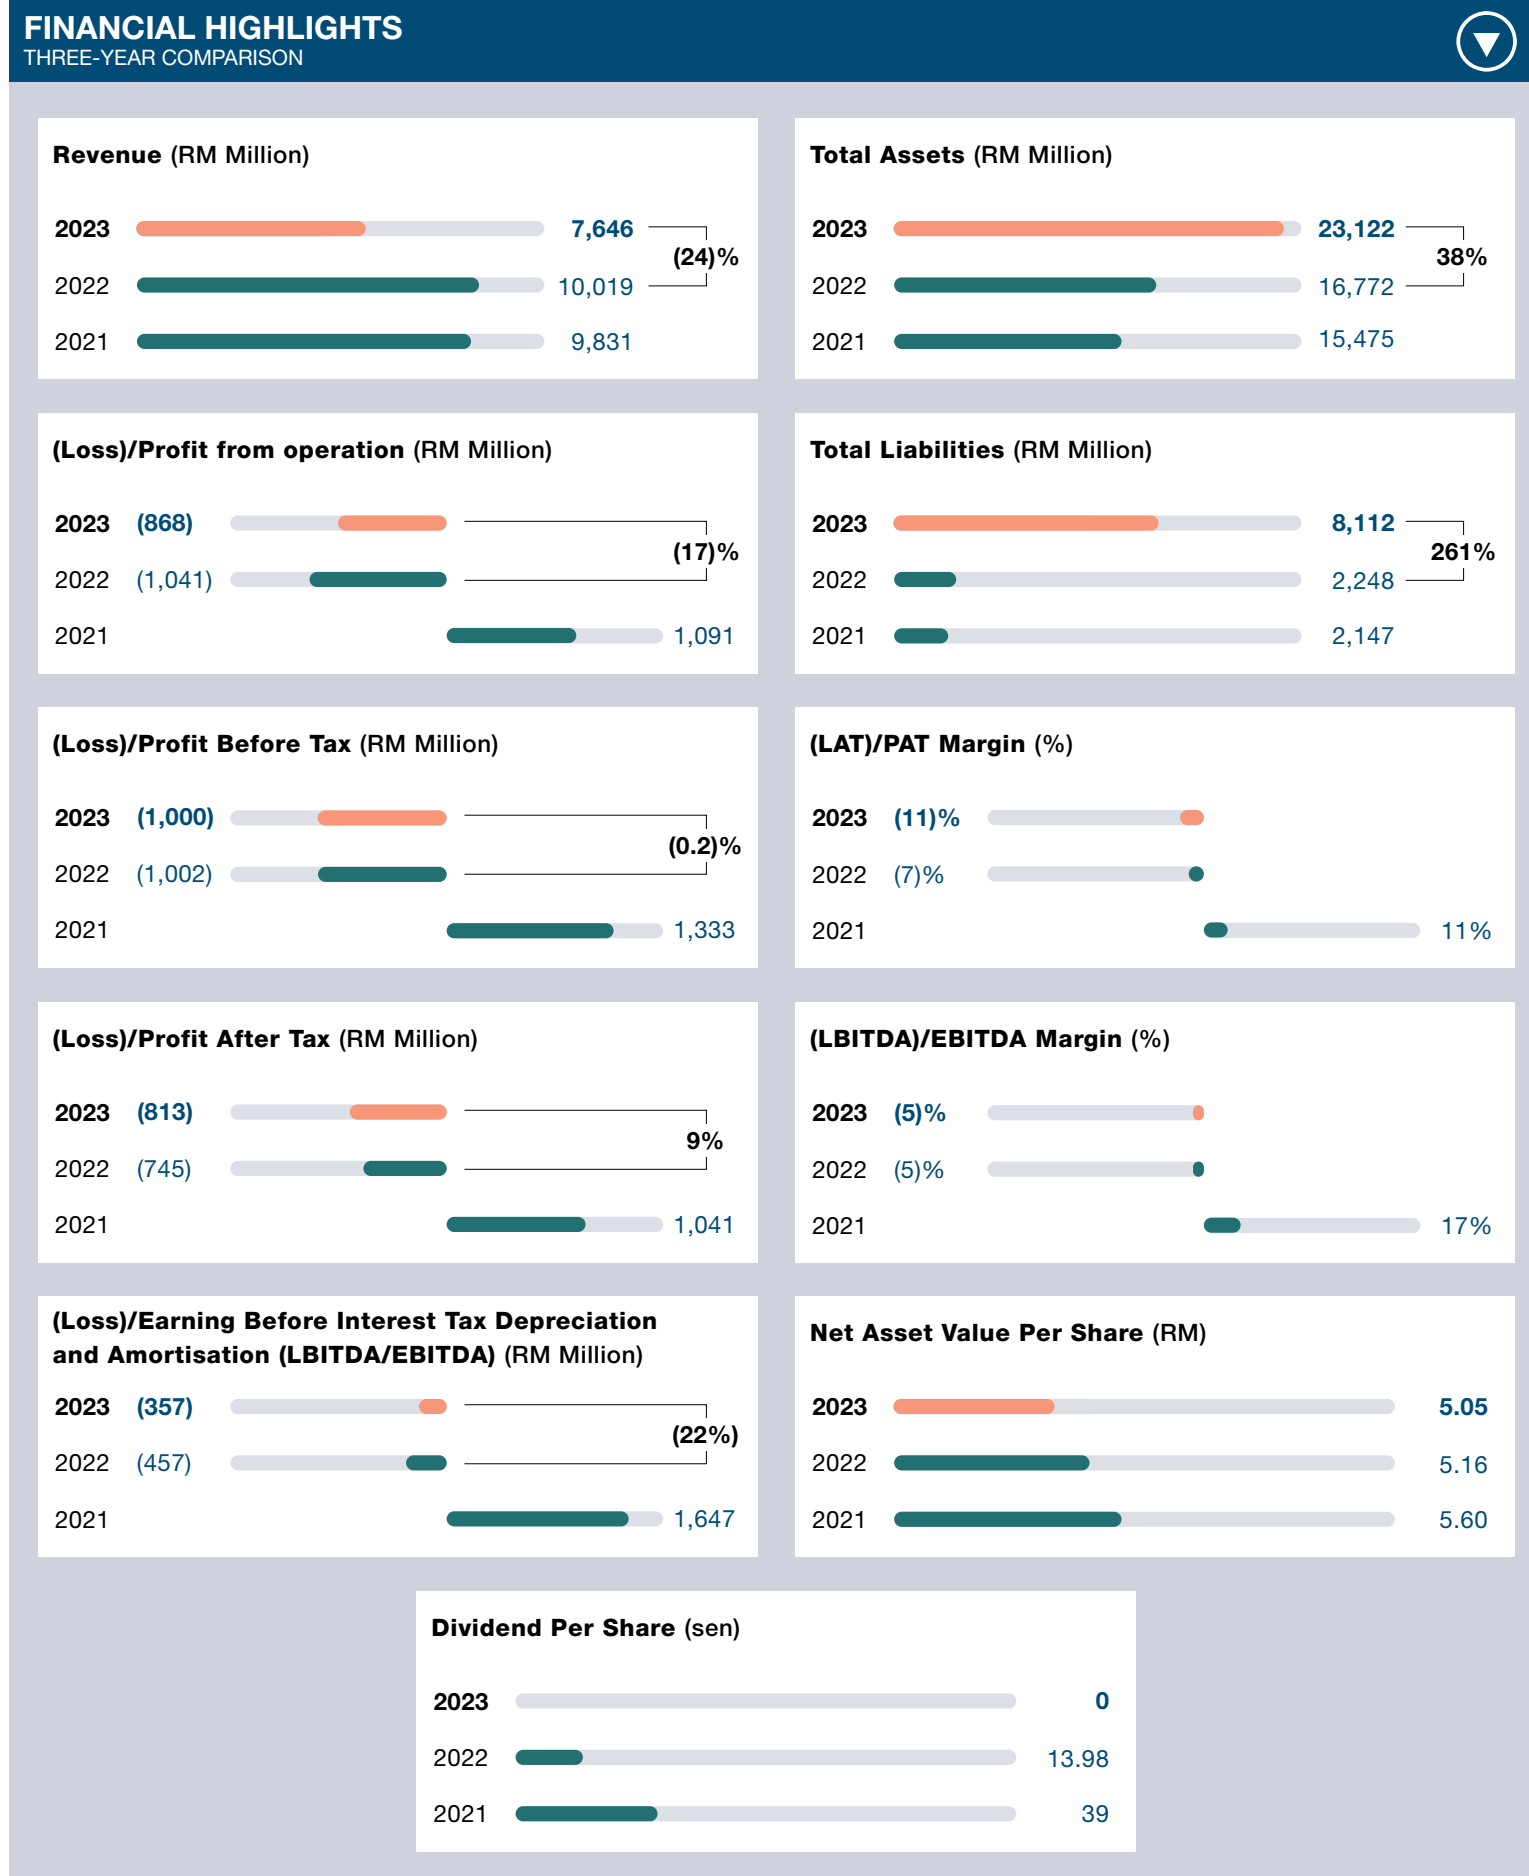 FINANCIAL HIGHLIGHTS
THREE-YEAR COMPARISON
Revenue (RM Million)
2023 7,646
(24)%
2022 10,019
2021 9,831
Total Assets (RM Million)
2023 23,122
38%
2022 16,772
2021 15,475
(Loss)/Profit from operation (RM Million)
2023 (868)
(17)%
2022 (1,041)
2021 1,091
Total Liabilities (RM Million)
2023 8,112
261%
2022 2,248
2021 2,147
(Loss)/Profit Before Tax (RM Million)
2023 (1,000)
(0.2)%
2022 (1,002)
2021 1,333
(LAT)/PAT Margin (%)
2023 (11)%
2022 (7)%
2021 11%
(Loss)/Profit After Tax (RM Million)
2023 (813)
9%
2022 (745)
2021 1,041
(LBITDA)/EBITDA Margin (%)
2023 (5)%
2022 (5)%
2021 17%
(Loss)/Earning Before Interest Tax Depreciation
and Amortisation (LBITDA/EBITDA) (RM Million)
2023 (357)
(22%)
2022 (457)
2021 1,647
Net Asset Value Per Share (RM)
2023 5.05
2022 5.16
2021 5.60
Dividend Per Share (sen)
2023 0
2022 13.98
2021 39